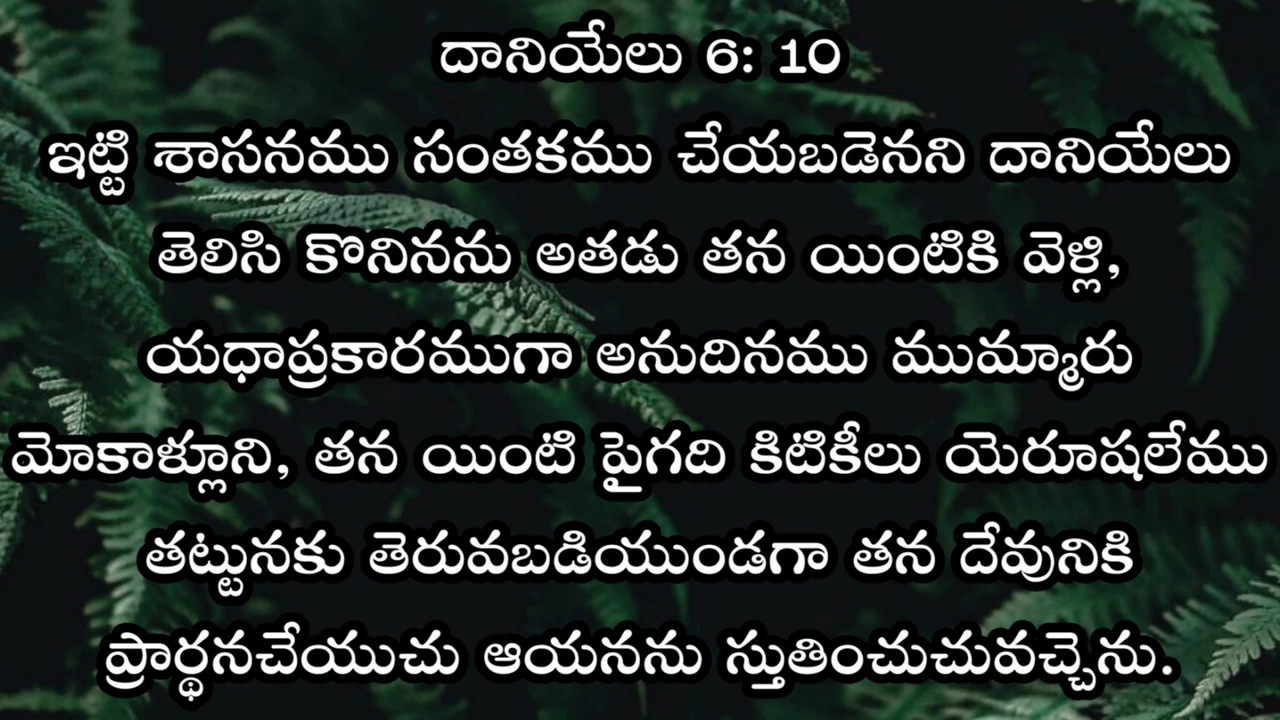 దానియేలు 6: 10
ఇట్టి శాసనము సంతకము చేయబడెనని దానియేలు
తెలిసి కొనినను అతడు తన యింటికి వెళ్లి,
యధాప్రకారముగా అనుదినము ముమ్మారు
మోకాళ్లూని, తన యింటి పైగది కిటికీలు యెరూషలేము
తట్టునకు తెరువబడియుండగా తన దేవునికి
ప్రార్థనచేయుచు ఆయనను స్తుతించుచువచ్చెను.